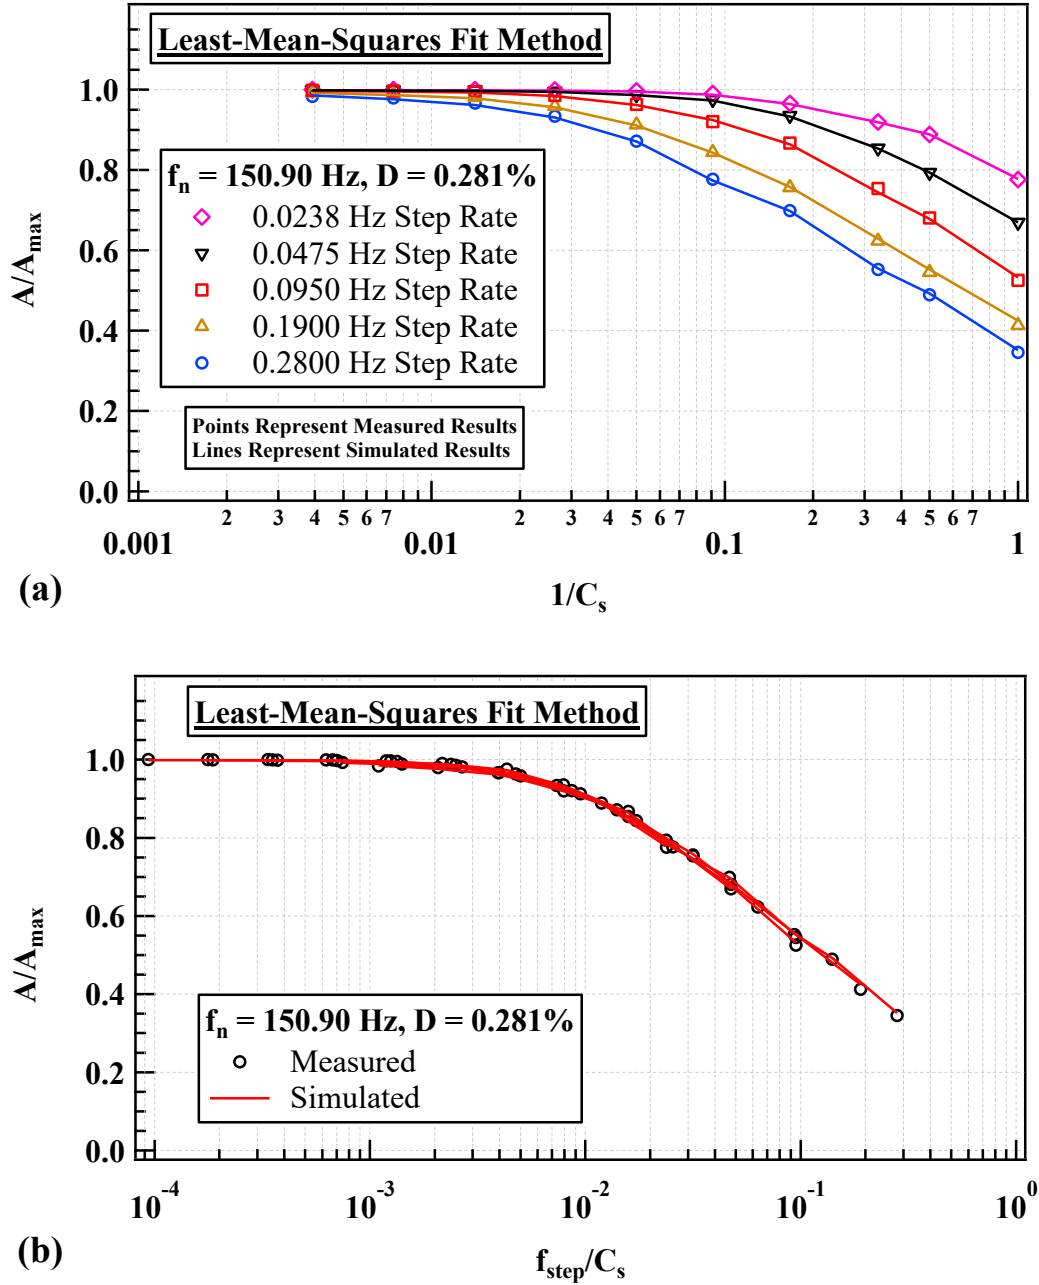 Least-Mean-Squares Fit Method
1.0
0.8
0.6
0.4
0.2
0.0
A/Amax
fn = 150.90 Hz, D = 0.281%
0.0238 Hz Step Rate
0.0475 Hz Step Rate
0.0950 Hz Step Rate
0.1900 Hz Step Rate
0.2800 Hz Step Rate
Points Represent Measured Results
Lines Represent Simulated Results
2 3 4 5 6 7 2 3 4 5 6 7 2 3 4 5 6 7
0.001 0.01 0.1 1
(a)
1/Cs
Least-Mean-Squares Fit Method
1.0
0.8
0.6
0.4
0.2
0.0
A/Amax
fn = 150.90 Hz, D = 0.281%
Measured
Simulated
10^-4 10^-3 10^-2 10^-1 10^0
(b)
fstep/Cs